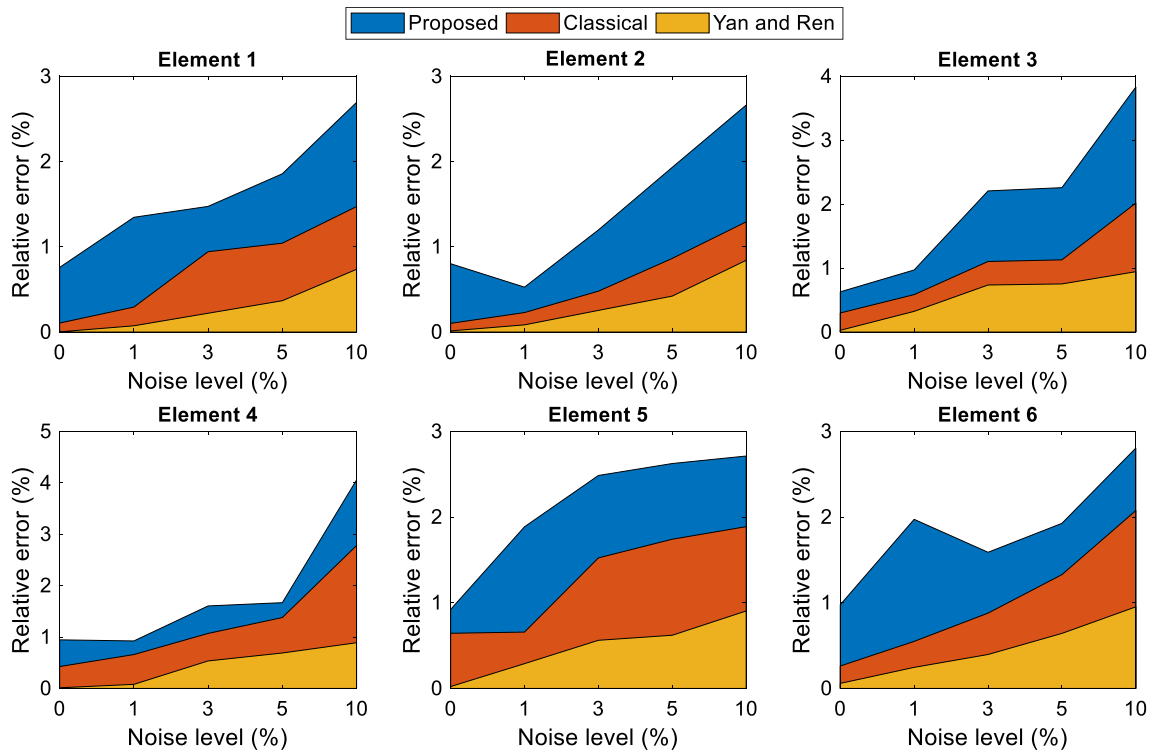 Proposed Classical Yan and Ren
Element 1
Relative error (%)
3
2
1
0
0 1 3 5 10
Noise level (%)
Element 2
Relative error (%)
3
2
1
0
0 1 3 5 10
Noise level (%)
Element 3
Relative error (%)
4
3
2
1
0
0 1 3 5 10
Noise level (%)
Element 4
Relative error (%)
5
4
3
2
1
0
0 1 3 5 10
Noise level (%)
Element 5
Relative error (%)
3
2
1
0
0 1 3 5 10
Noise level (%)
Element 6
Relative error (%)
3
2
1
0
0 1 3 5 10
Noise level (%)